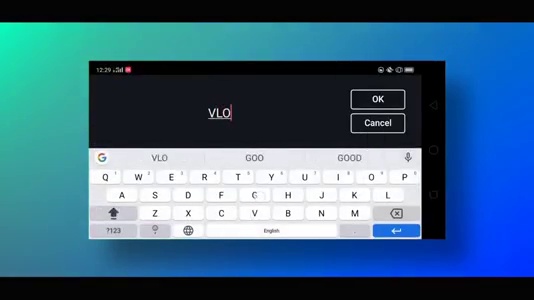 12:29
VLO
OK
Cancel
VLO GOO GOOD
Q W E R T Y U I O P
1 2 3 4 5 6 7 8 9 0
A S D F G H J K L
Z X C V B N M
?123 English .